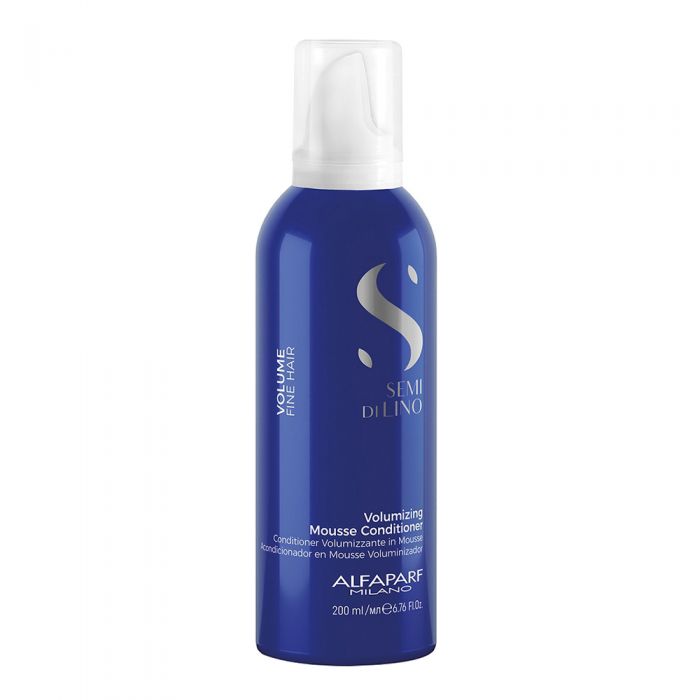 VOLUME
FINE HAIR
SEMI
DI LINO
Volumizing
Mousse Conditioner
Conditioner Volumizzante in Mousse
Acondicionador en Mousse Voluminizador
ALFAPARF
MILANO
200 ml/мл℮6.76 Fl.Oz.